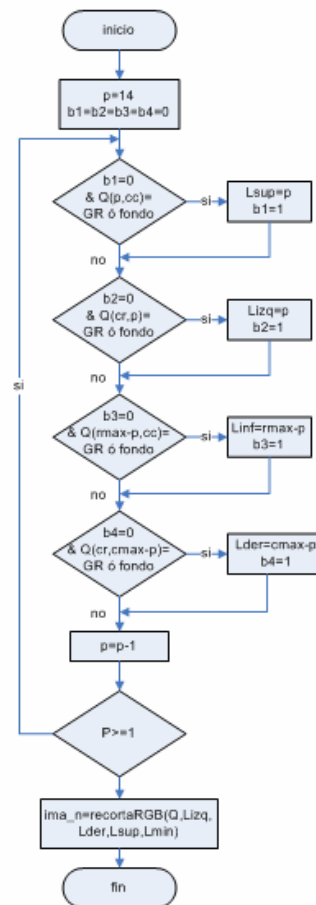 inicio
p=14
b1=b2=b3=b4=0
b1=0
& Q(p,cc)=
GR ó fondo
si
Lsup=p
b1=1
no
b2=0
& Q(cr,p)=
GR ó fondo
si
Lizq=p
b2=1
no
si
b3=0
& Q(rmax-p,cc)=
GR ó fondo
si
Linf=rmax-p
b3=1
no
b4=0
& Q(cr,cmax-p)=
GR ó fondo
si
Lder=cmax-p
b4=1
no
p=p-1
P>=1
ima_n=recortaRGB(Q,Lizq,
Lder,Lsup,Lmin)
fin